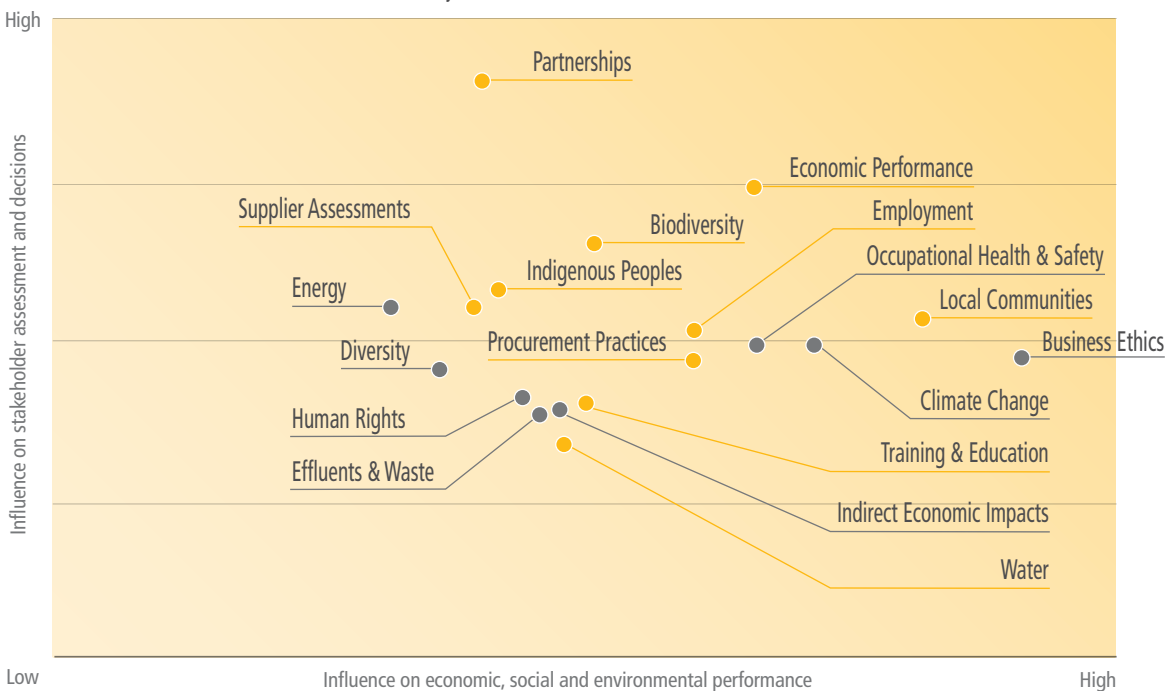 High
Partnerships
Economic Performance
Supplier Assessments
Employment
Biodiversity
Occupational Health & Safety
Indigenous Peoples
Energy
Local Communities
Procurement Practices
Business Ethics
Diversity
Climate Change
Human Rights
Training & Education
Effluents & Waste
Indirect Economic Impacts
Water
Influence on stakeholder assessment and decisions
Low
Influence on economic, social and environmental performance
High